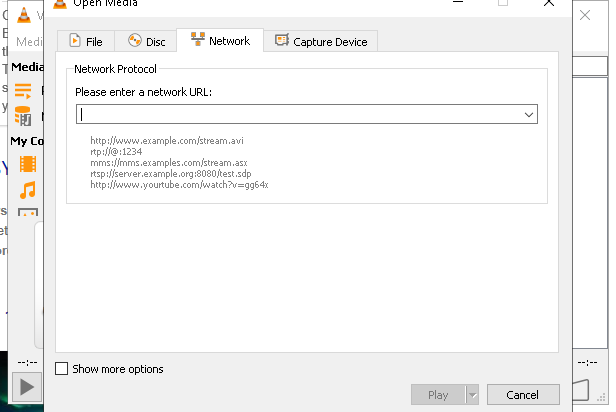 Open Media
File
Disc
Network
Capture Device
Media
Network Protocol
Please enter a network URL:
Media
My Co
http://www.example.com/stream.avi
rtp://@:1234
mms://mms.examples.com/stream.asx
rtsp://server.example.org:8080/test.sdp
http://www.yourtube.com/watch?v=gg64x
--:--
--:--
Show more options
Play
Cancel